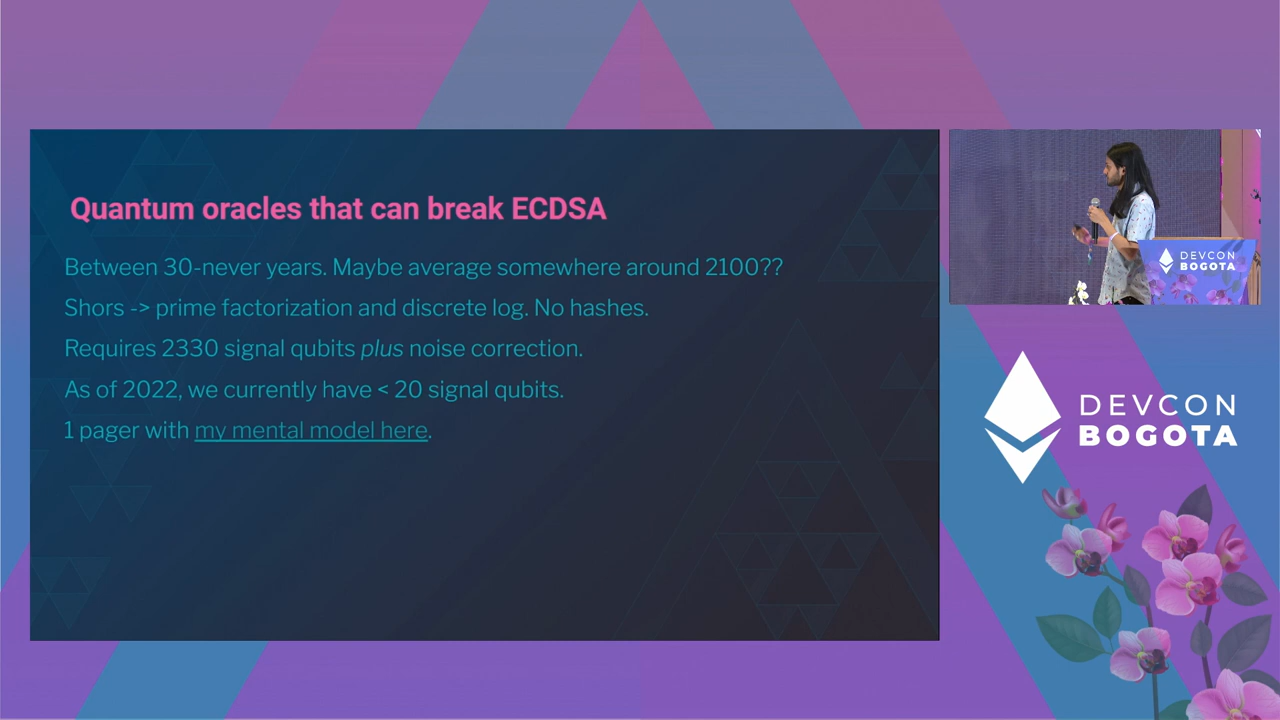 Quantum oracles that can break ECDSA
Between 30-never years. Maybe average somewhere around 2100??
Shors -> prime factorization and discrete log. No hashes.
Requires 2330 signal qubits plus noise correction.
As of 2022, we currently have < 20 signal qubits.
1 pager with my mental model here.
DEVCON
BOGOTA
DEVCON
BOGOTA